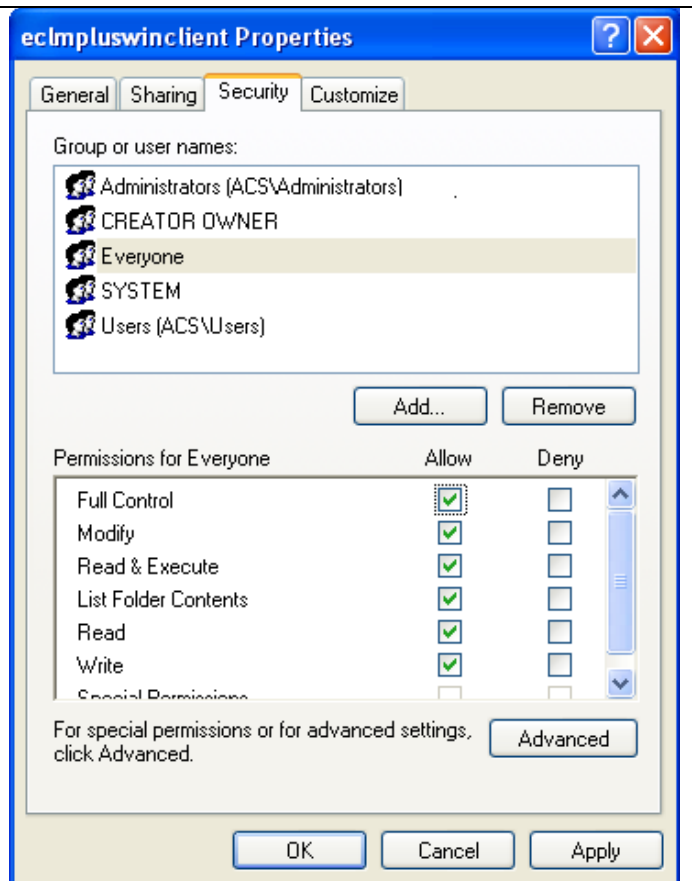 eclmpluswinclient Properties
General Sharing Security Customize
Group or user names:
Administrators (ACS\Administrators)
CREATOR OWNER
Everyone
SYSTEM
Users (ACS\Users)
Add... Remove
Permissions for Everyone Allow Deny
Full Control
Modify
Read & Execute
List Folder Contents
Read
Write
Special Permissions
For special permissions or for advanced settings, Advanced
click Advanced.
OK Cancel Apply